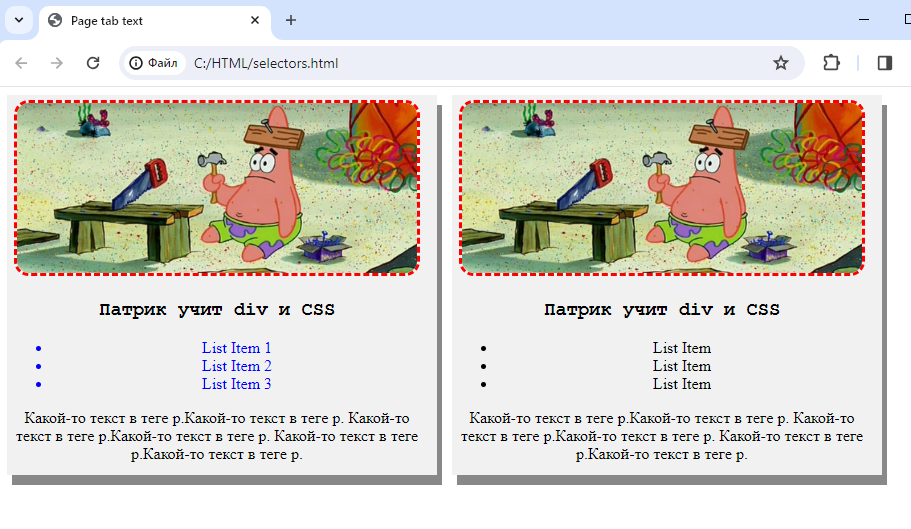 Page tab text
Файл C:/HTML/selectors.html
Патрик учит div и CSS
List Item 1
List Item 2
List Item 3
Какой-то текст в теге p.Какой-то текст в теге p. Какой-то
текст в теге p.Какой-то текст в теге p. Какой-то текст в теге
p.Какой-то текст в теге p.
Патрик учит div и CSS
List Item
List Item
List Item
Какой-то текст в теге p.Какой-то текст в теге p. Какой-то
текст в теге p.Какой-то текст в теге p. Какой-то текст в теге
p.Какой-то текст в теге p.